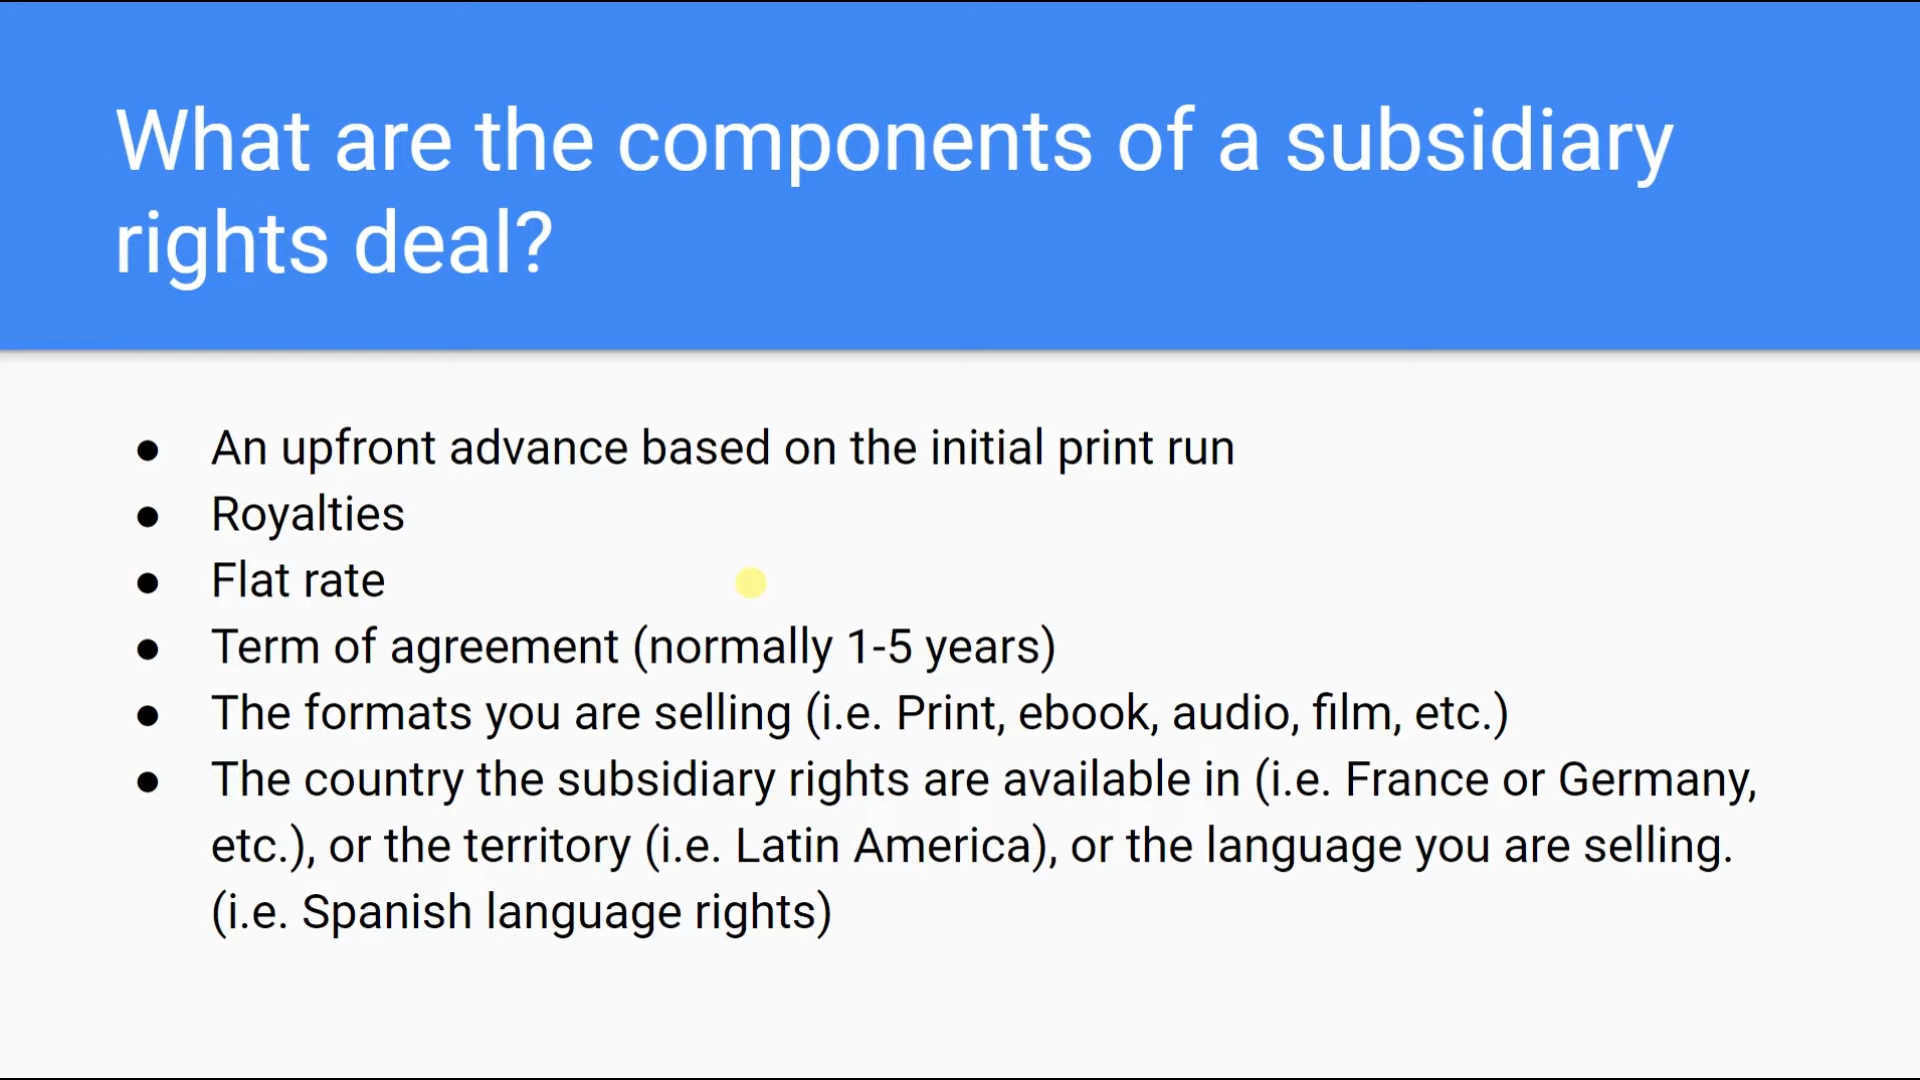 What are the components of a subsidiary
rights deal?
● An upfront advance based on the initial print run
● Royalties
● Flat rate
● Term of agreement (normally 1-5 years)
● The formats you are selling (i.e. Print, ebook, audio, film, etc.)
● The country the subsidiary rights are available in (i.e. France or Germany,
etc.), or the territory (i.e. Latin America), or the language you are selling.
(i.e. Spanish language rights)